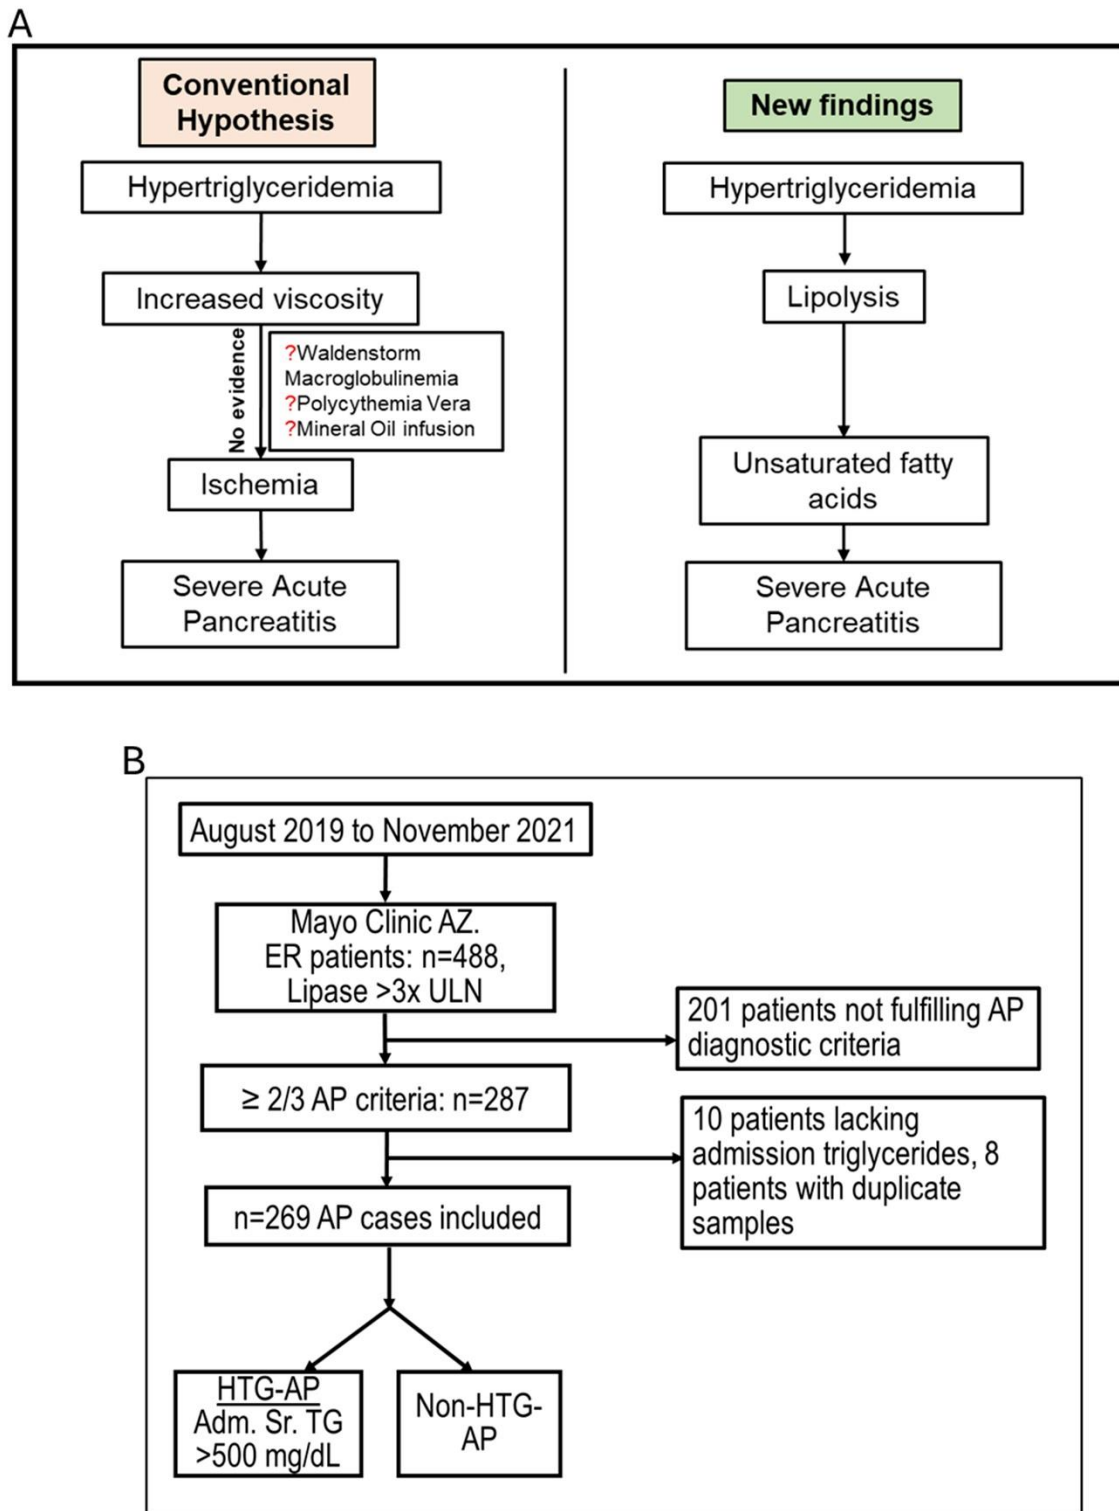 A
Conventional
Hypothesis
Hypertriglyceridemia
Increased viscosity
No evidence
?Waldenstorm
Macroglobulinemia
?Polycythemia Vera
?Mineral Oil infusion
Ischemia
Severe Acute
Pancreatitis
New findings
Hypertriglyceridemia
Lipolysis
Unsaturated fatty
acids
Severe Acute
Pancreatitis
B
August 2019 to November 2021
Mayo Clinic AZ.
ER patients: n=488,
Lipase >3x ULN
201 patients not fulfilling AP
diagnostic criteria
≥ 2/3 AP criteria: n=287
10 patients lacking
admission triglycerides, 8
patients with duplicate
samples
n=269 AP cases included
HTG-AP
Adm. Sr. TG
>500 mg/dL
Non-HTG-
AP